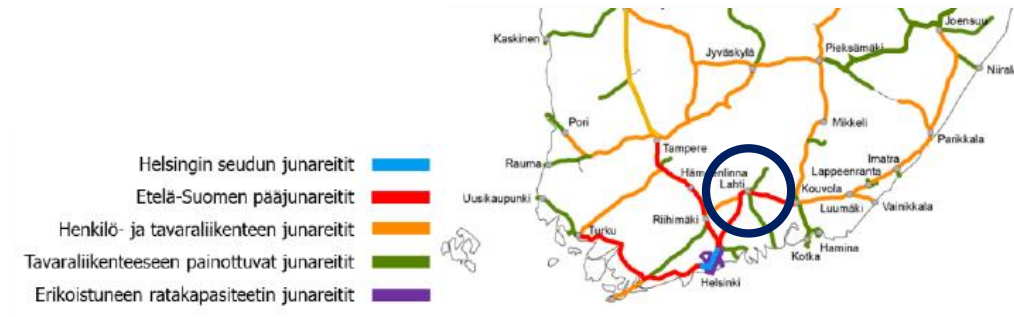 Helsingin seudun junareitit
Etelä-Suomen pääjunareitit
Henkilö- ja tavaraliikenteen junareitit
Tavaraliikenteeseen painottuvat junareitit
Erikoistuneen ratakapasiteetin junareitit
Kaskinen
Jyväskylä
Pieksämäki
Joensuu
Pori
Mikkeli
Parikkala
Tampere
Rauma
Hämeenlinna
Lahti
Imatra
Lappeenranta
Kouvola
Uusikaupunki
Riihimäki
Luumäki
Vainikkala
Turku
Hamina
Kotka
Helsinki